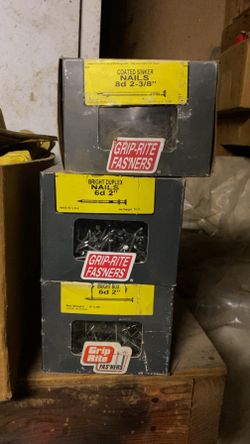 COATED SINKER
NAILS
8d 2-3/8"
GRIP-RITE
FAS'NERS
BRIGHT DUPLEX
NAILS
6d 2"
GRIP-RITE
FAS'NERS
BRIGHT BOX
6d 2"
Grip
Rite
FAS'NERS